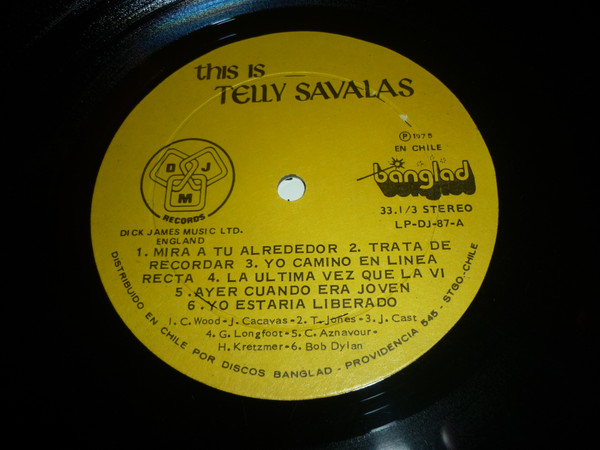 this is
TELLY SAVALAS
D J M
RECORDS
DICK JAMES MUSIC LTD.
ENGLAND
℗ 1975
EN CHILE
banglad
33.1/3 STEREO
LP-DJ-87-A
1. MIRA A TU ALREDEDOR 2. TRATA DE
RECORDAR 3. YO CAMINO EN LINEA
RECTA 4. LA ULTIMA VEZ QUE LA VI
5. AYER CUANDO ERA JOVEN
6. YO ESTARIA LIBERADO
1. C. Wood-J. Cacavas-2. T. Jones-3. J. Cast
4. G. Longfoot-5. C. Aznavour-
H. Kretzmer-6. Bob Dylan
DISTRIBUIDO EN CHILE POR DISCOS BANGLAD - PROVIDENCIA 545 - STGO.-CHILE